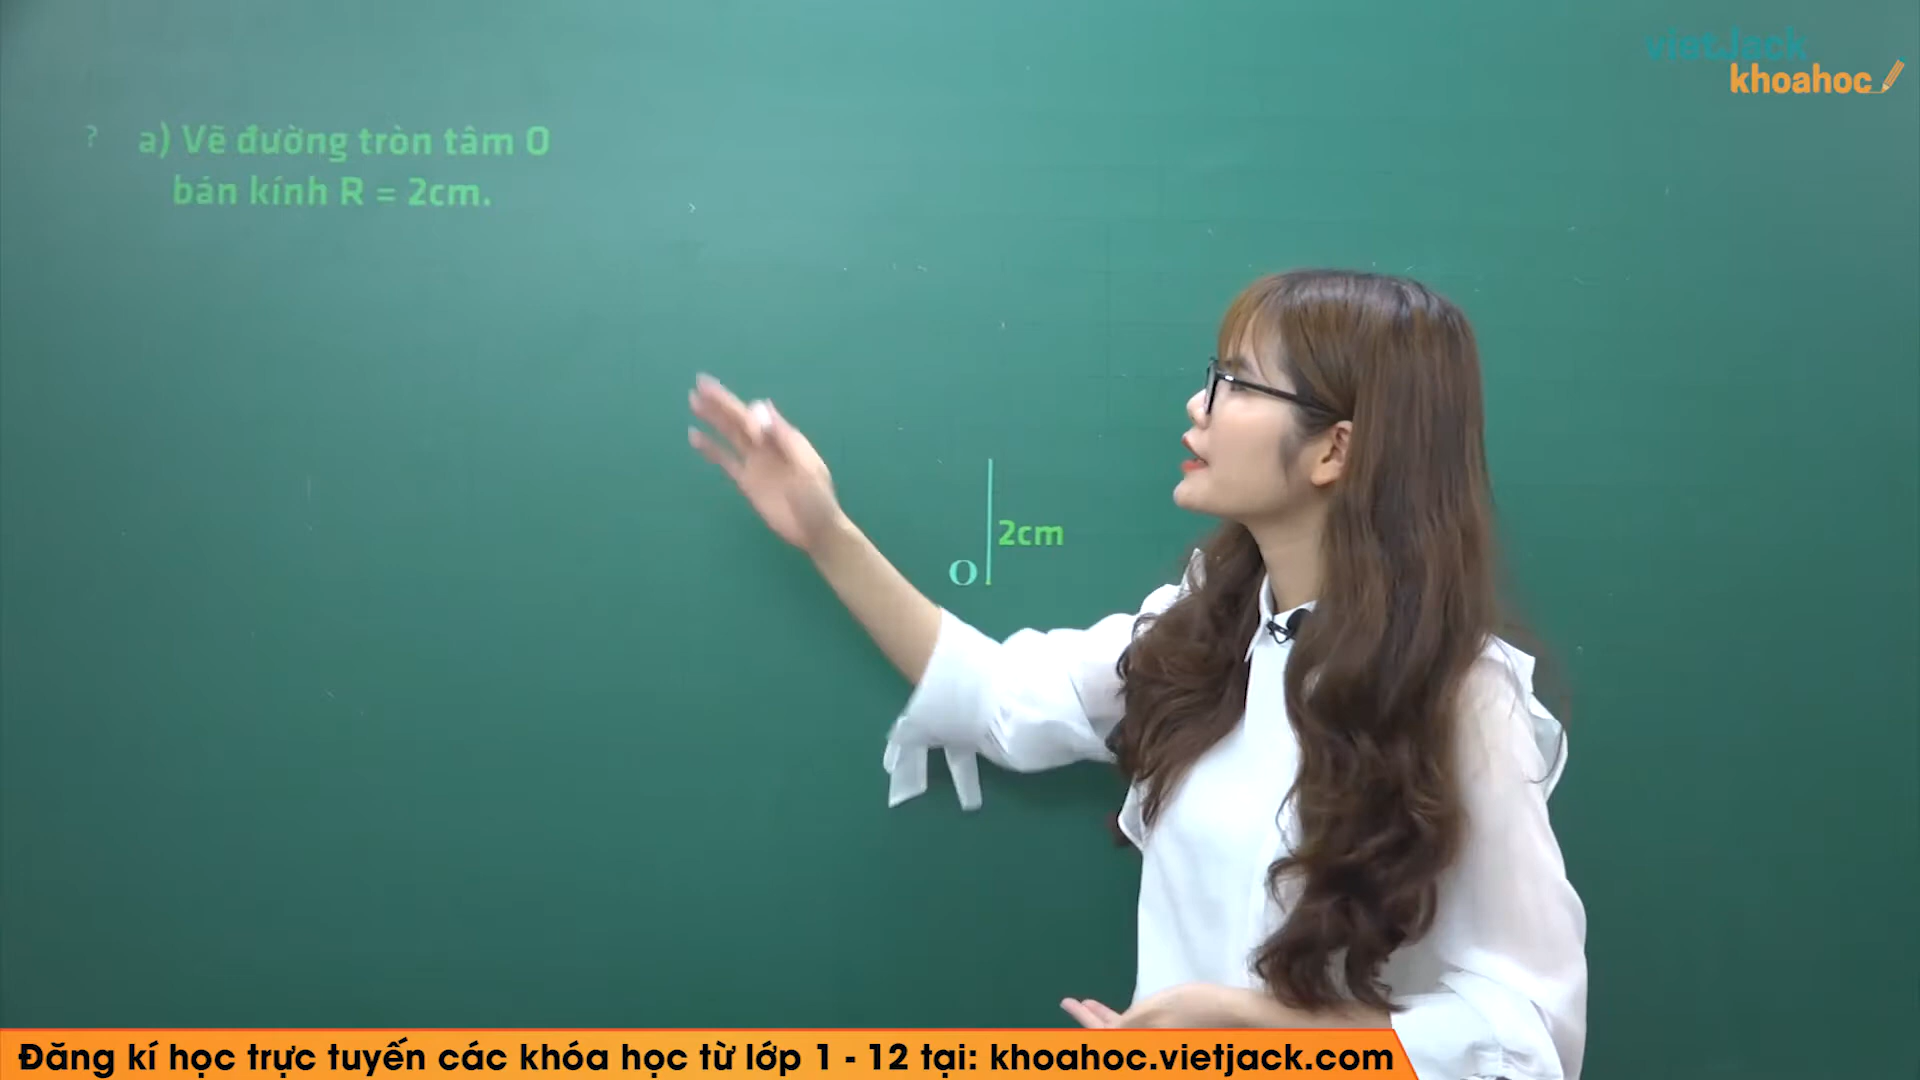 vietJack
khoahoc
? a) Vẽ đường tròn tâm O
bán kính R = 2cm.
2cm
O
Đăng kí học trực tuyến các khóa học từ lớp 1 - 12 tại: khoahoc.vietjack.com